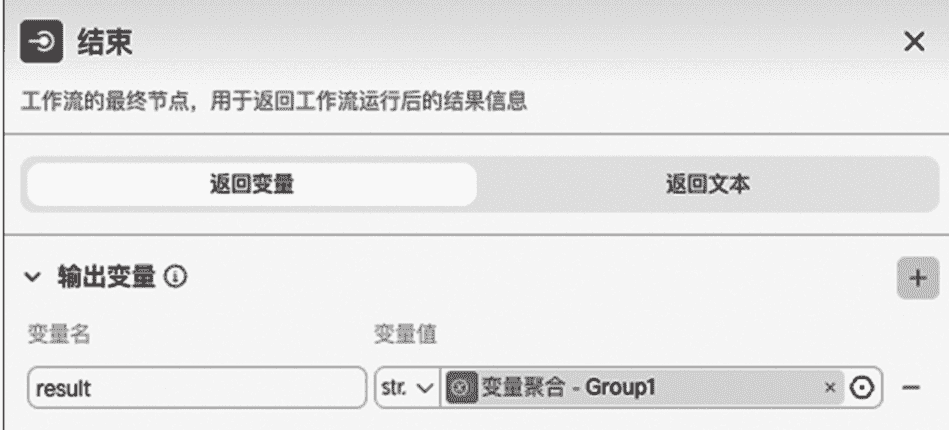 结束
工作流的最终节点，用于返回工作流运行后的结果信息
返回变量 返回文本
输出变量
变量名 变量值
result str. 变量聚合 - Group1